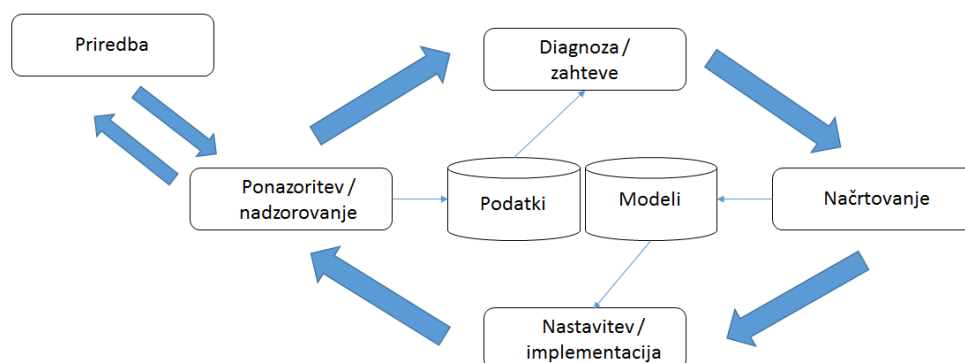 Priredba
Diagnoza /
zahteve
Ponazoritev /
nadzorovanje
Podatki
Modeli
Načrtovanje
Nastavitev /
implementacija